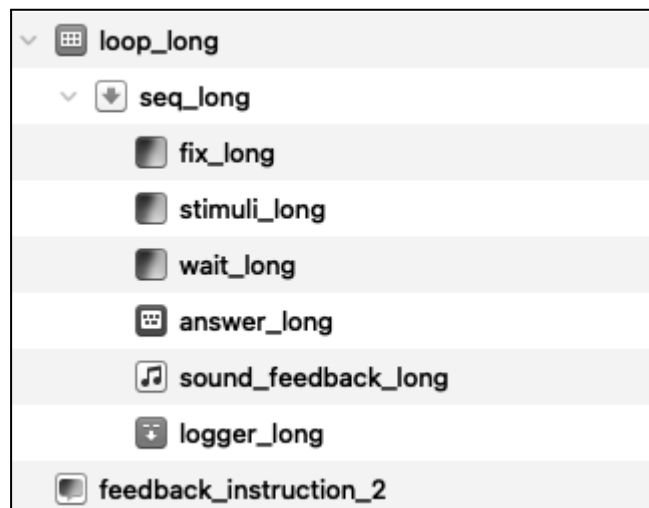 loop_long
seq_long
fix_long
stimuli_long
wait_long
answer_long
sound_feedback_long
logger_long
feedback_instruction_2